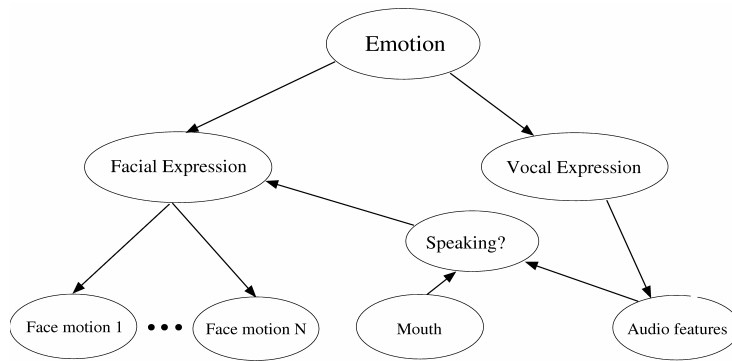 Emotion
Facial Expression
Vocal Expression
Speaking?
Face motion 1
Face motion N
Mouth
Audio features